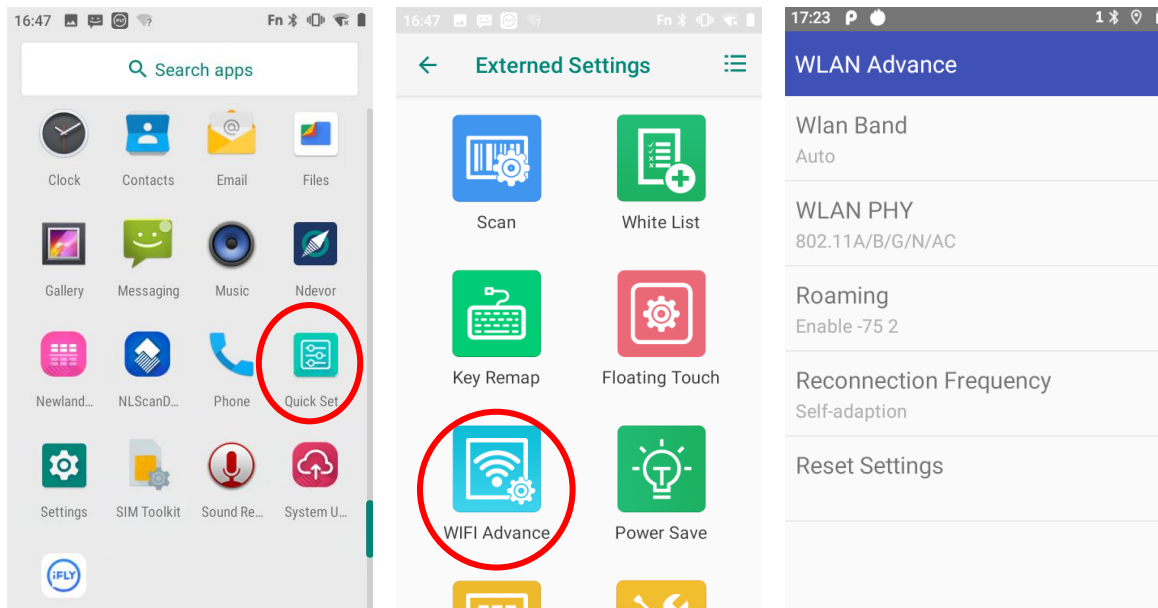 16:47
Fn
Search apps
@
Clock Contacts Email Files
Gallery Messaging Music Ndevor
Newland... NLScanD... Phone Quick Set
Settings SIM Toolkit Sound Re... System U...
iFLY
16:47
Fn
Externed Settings
Scan White List
Key Remap Floating Touch
WIFI Advance Power Save
17:23
1
WLAN Advance
Wlan Band
Auto
WLAN PHY
802.11A/B/G/N/AC
Roaming
Enable -75 2
Reconnection Frequency
Self-adaption
Reset Settings